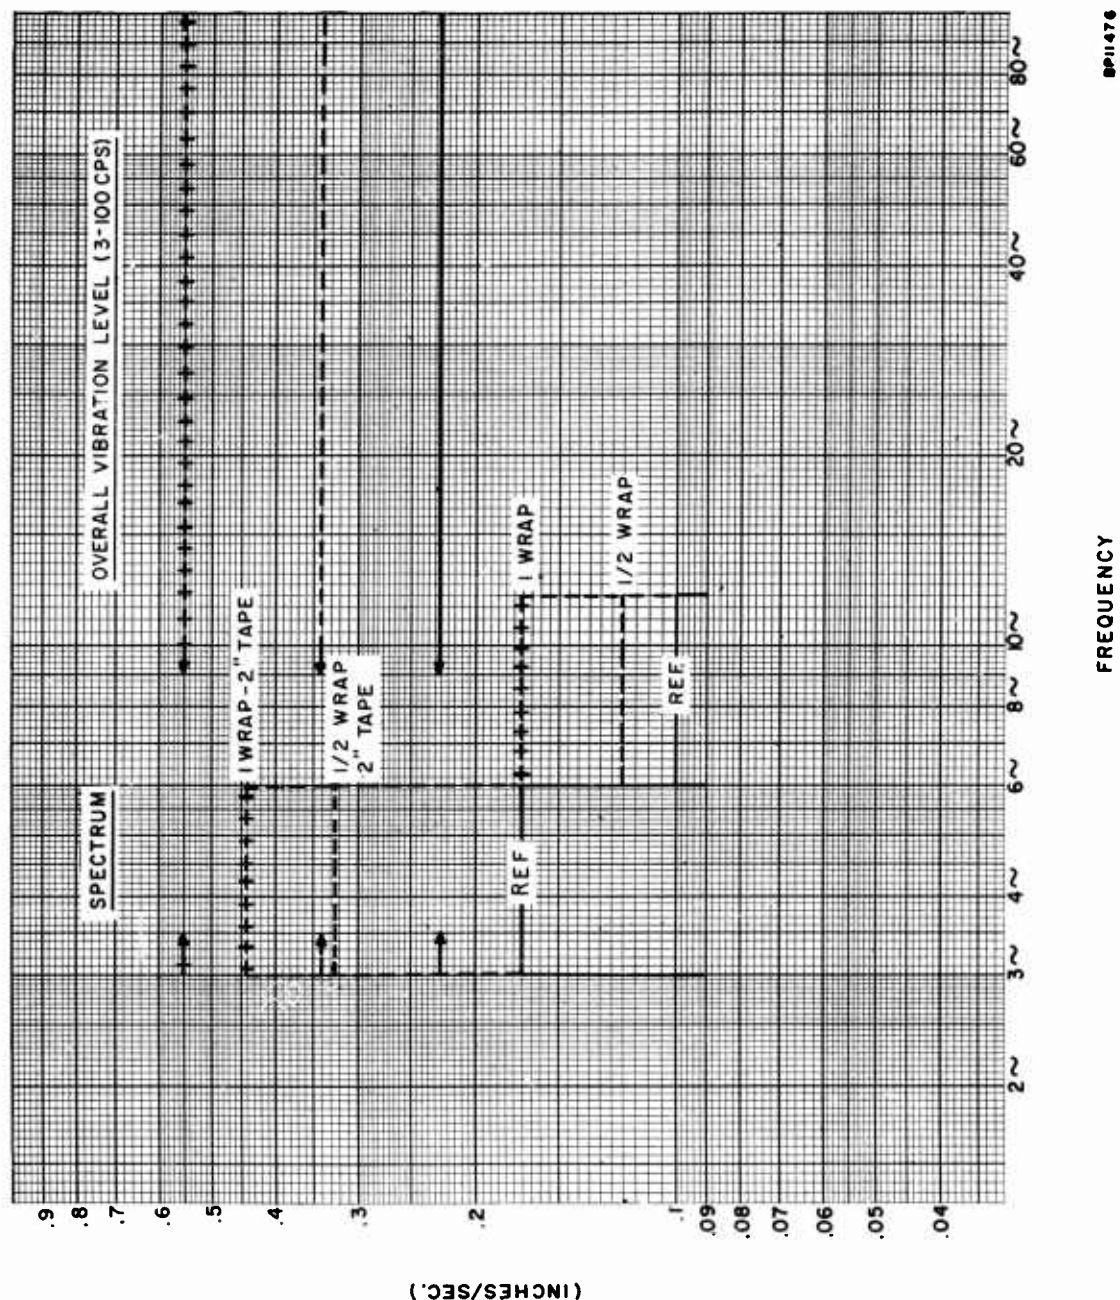 OVERALL VIBRATION LEVEL (3-100 CPS)
SPECTRUM
1 WRAP-2" TAPE
1/2 WRAP
2" TAPE
REF
1 WRAP
1/2 WRAP
REF.
(INCHES/SEC.)
.9
.8
.7
.6
.5
.4
.3
.2
.1
.09
.08
.07
.06
.05
.04
2~
3~
4~
6~
8~
10~
20~
40~
60~
80~
FREQUENCY
BP11476